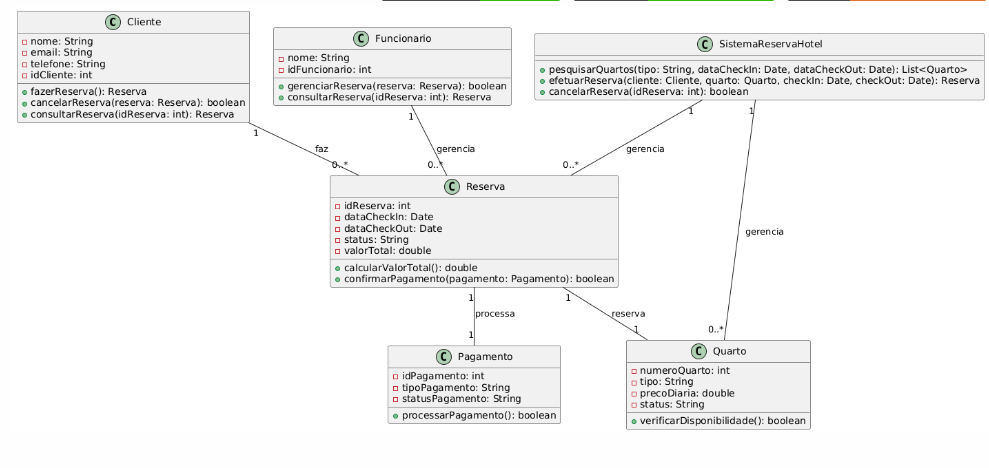 C Cliente
nome: String
email: String
telefone: String
idCliente: int
fazerReserva(): Reserva
cancelarReserva(reserva: Reserva): boolean
consultarReserva(idReserva: int): Reserva
C Funcionario
nome: String
idFuncionario: int
gerenciarReserva(reserva: Reserva): boolean
consultarReserva(idReserva: int): Reserva
C SistemaReservaHotel
pesquisarQuartos(tipo: String, dataCheckIn: Date, dataCheckOut: Date): List<Quarto>
efetuarReserva(cliente: Cliente, quarto: Quarto, checkIn: Date, checkOut: Date): Reserva
cancelarReserva(idReserva: int): boolean
1
faz
0..*
1
gerencia
0..*
1
gerencia
0..*
1
gerencia
0..*
C Reserva
idReserva: int
dataCheckIn: Date
dataCheckOut: Date
status: String
valorTotal: double
calcularValorTotal(): double
confirmarPagamento(pagamento: Pagamento): boolean
1
processa
1
1
reserva
1
C Pagamento
idPagamento: int
tipoPagamento: String
statusPagamento: String
processarPagamento(): boolean
C Quarto
numeroQuarto: int
tipo: String
precoDiaria: double
status: String
verificarDisponibilidade(): boolean